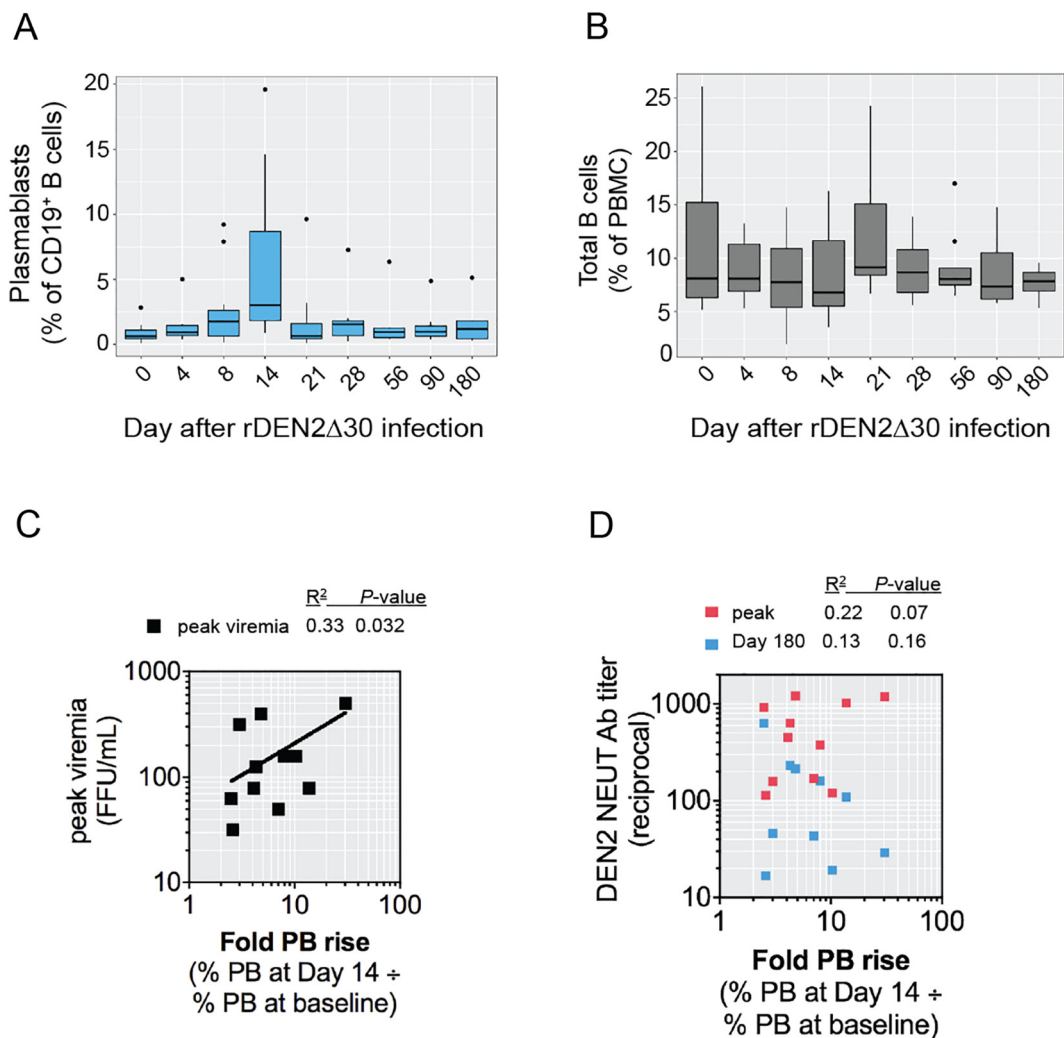 A
Plasmablasts
(% of CD19⁺ B cells)
20
15
10
5
0
0 4 8 14 21 28 56 90 180
Day after rDEN2Δ30 infection
B
Total B cells
(% of PBMC)
25
20
15
10
5
0
0 4 8 14 21 28 56 90 180
Day after rDEN2Δ30 infection
C
R² P-value
peak viremia 0.33 0.032
peak viremia
(FFU/mL)
1000
100
10
1 10 100
Fold PB rise
(% PB at Day 14 ÷
% PB at baseline)
D
R² P-value
peak 0.22 0.07
Day 180 0.13 0.16
DEN2 NEUT Ab titer
(reciprocal)
1000
100
10
1 10 100
Fold PB rise
(% PB at Day 14 ÷
% PB at baseline)